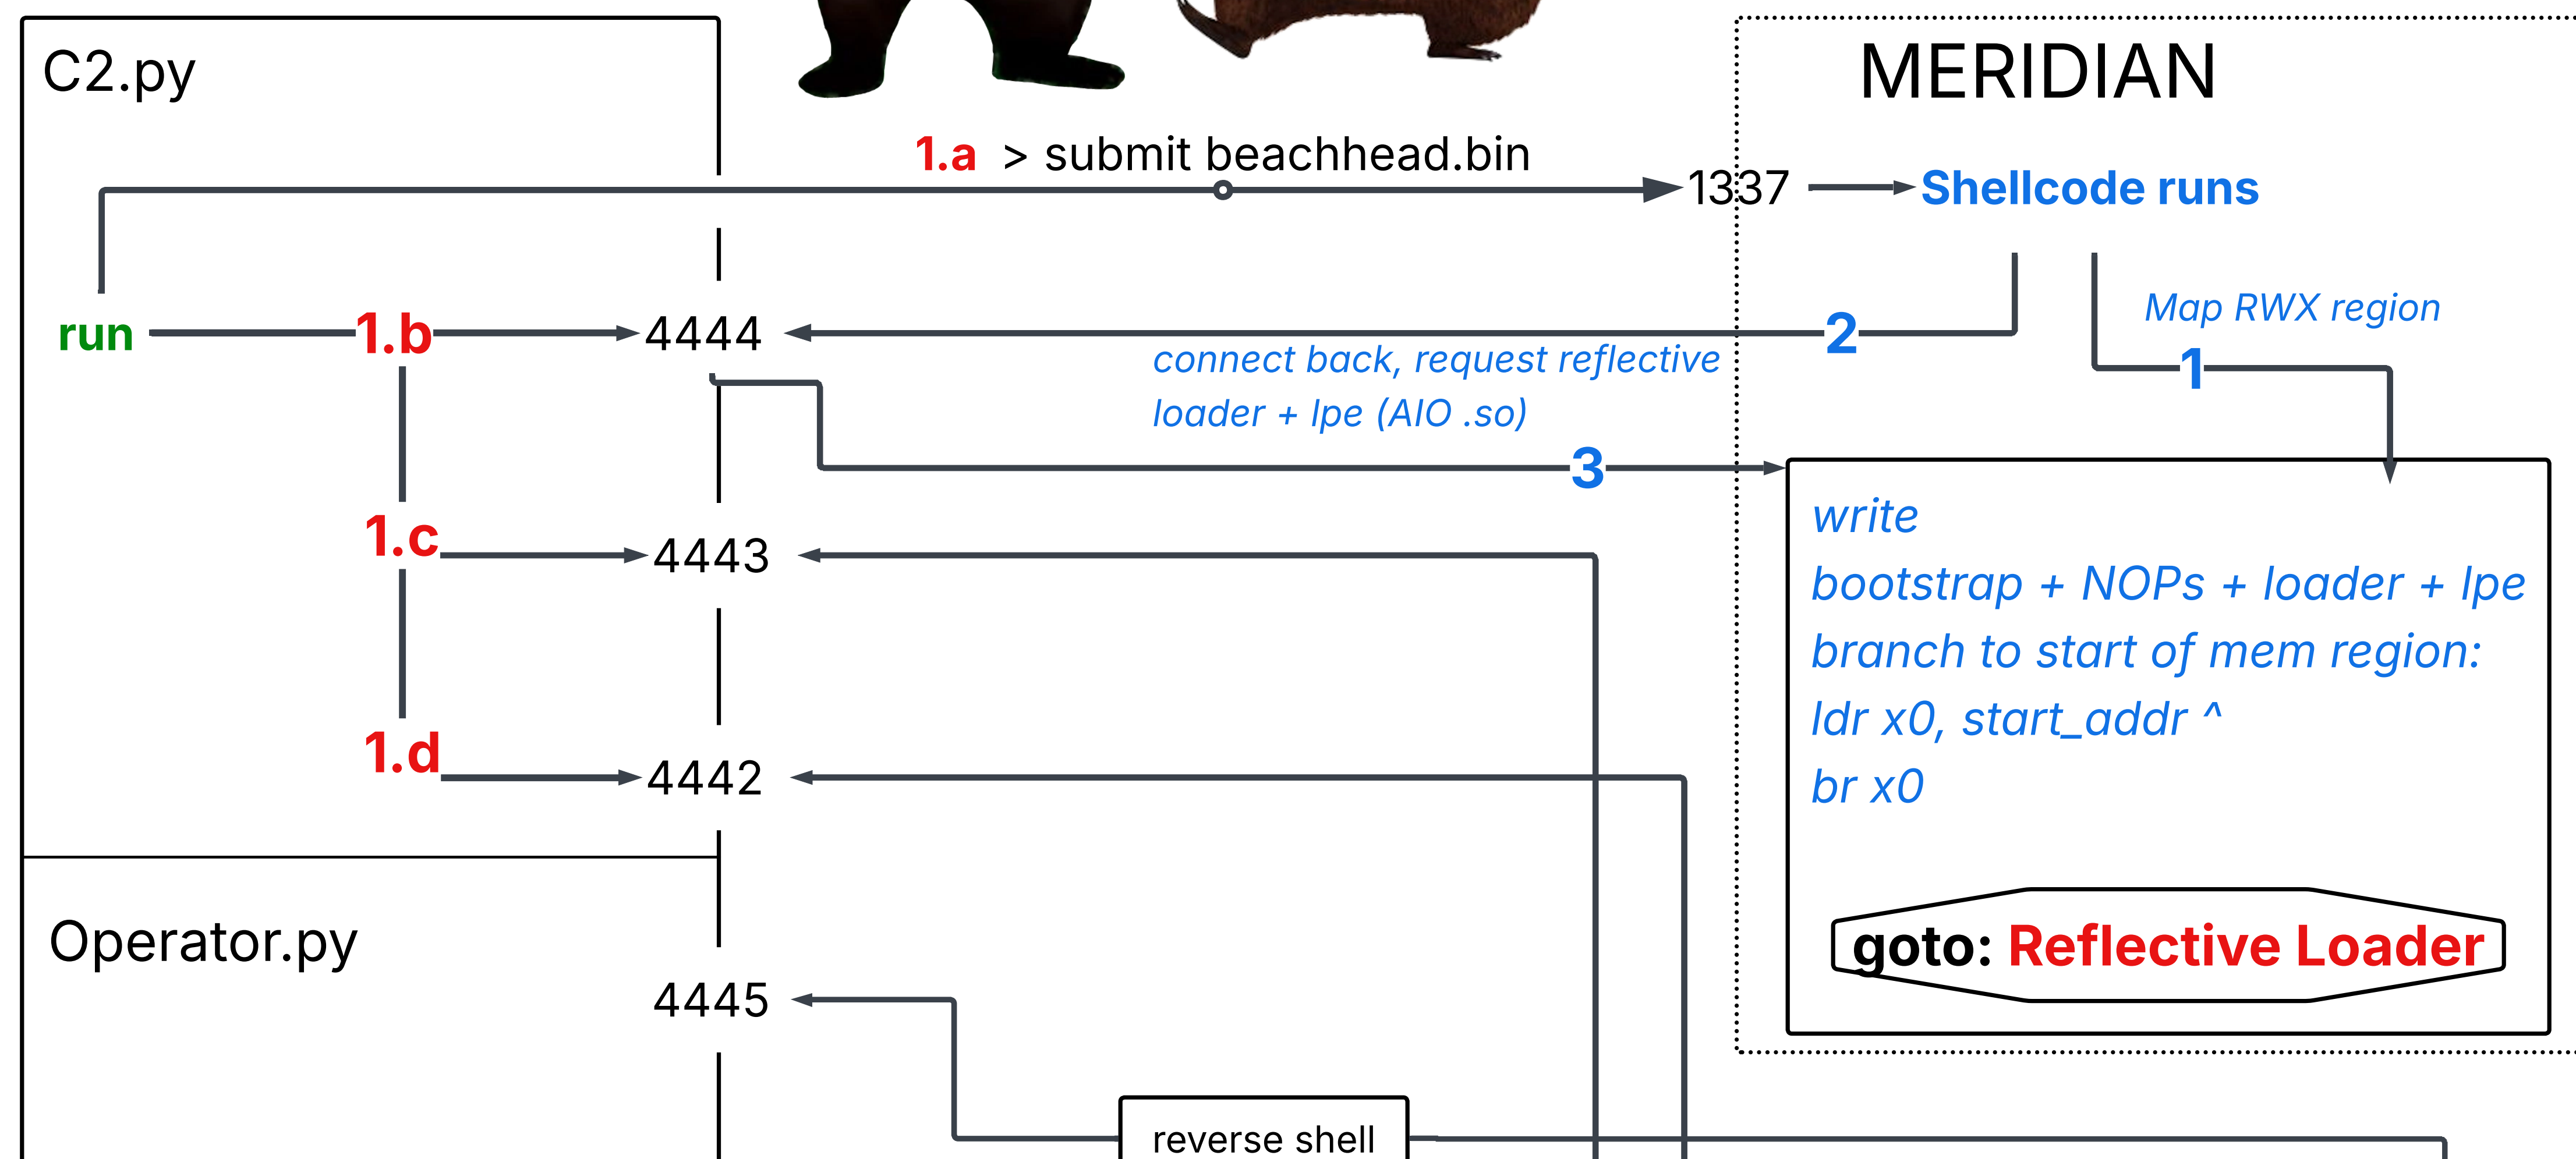 C2.py
MERIDIAN
1.a > submit beachhead.bin
1337
Shellcode runs
run
1.b
4444
2
Map RWX region
1
connect back, request reflective
loader + lpe (AIO .so)
3
1.c
4443
write
bootstrap + NOPs + loader + lpe
branch to start of mem region:
ldr x0, start_addr ^
br x0
1.d
4442
Operator.py
goto: Reflective Loader
4445
reverse shell